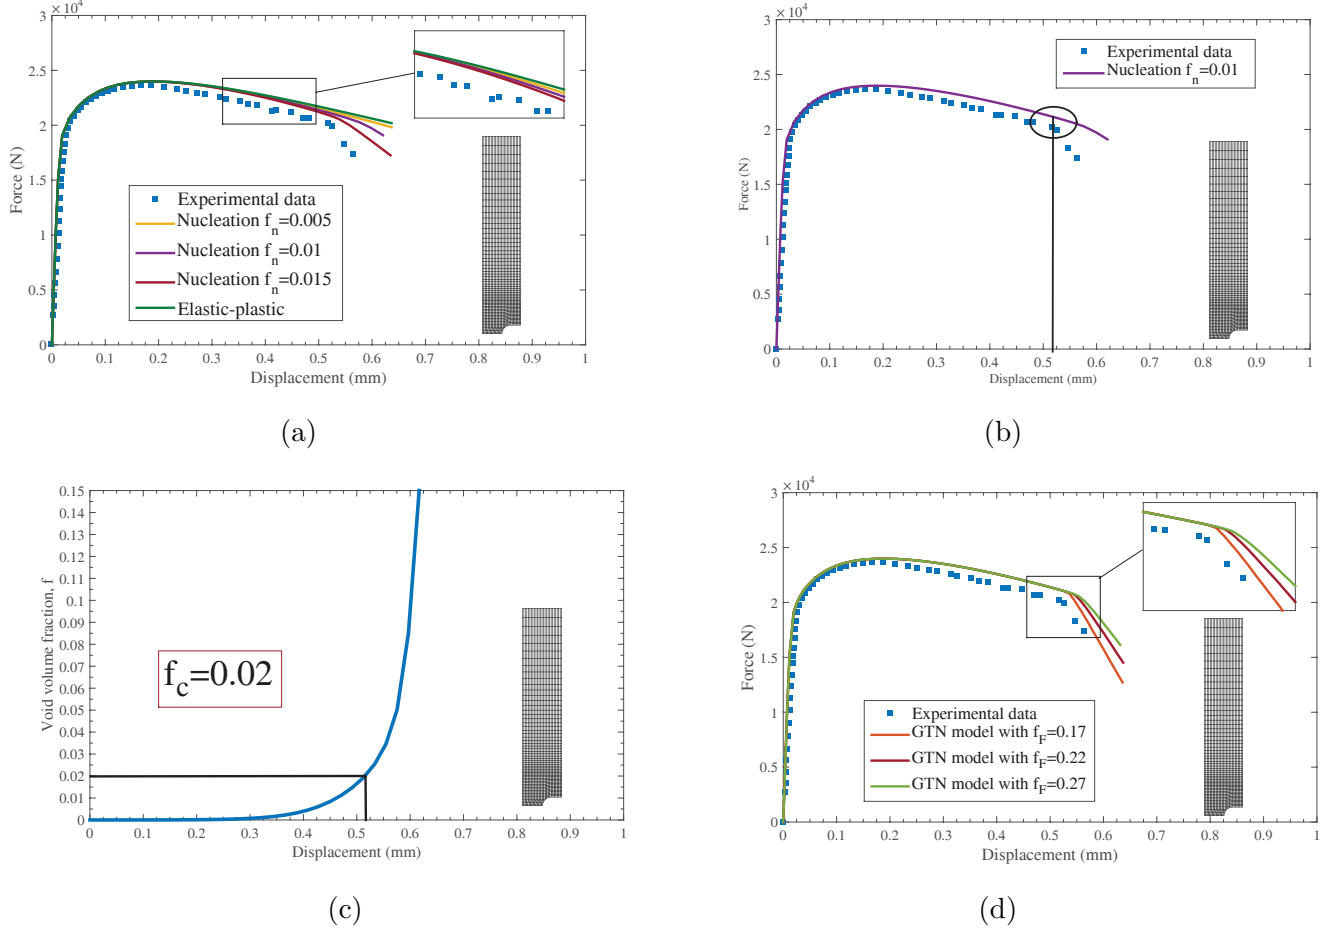 × 10⁴
3
2.5
2
1.5
1
0.5
0
Force (N)
Experimental data
Nucleation f_n=0.005
Nucleation f_n=0.01
Nucleation f_n=0.015
Elastic-plastic
0 0.1 0.2 0.3 0.4 0.5 0.6 0.7 0.8 0.9 1
Displacement (mm)
(a)
× 10⁴
3
2.5
2
1.5
1
0.5
0
Force (N)
Experimental data
Nucleation f_n=0.01
0 0.1 0.2 0.3 0.4 0.5 0.6 0.7 0.8 0.9 1
Displacement (mm)
(b)
0.15
0.14
0.13
0.12
0.11
0.1
0.09
0.08
0.07
0.06
0.05
0.04
0.03
0.02
0.01
0
Void volume fraction, f
f_c=0.02
0 0.1 0.2 0.3 0.4 0.5 0.6 0.7 0.8 0.9 1
Displacement (mm)
(c)
× 10⁴
3
2.5
2
1.5
1
0.5
0
Force (N)
Experimental data
GTN model with f_F=0.17
GTN model with f_F=0.22
GTN model with f_F=0.27
0 0.1 0.2 0.3 0.4 0.5 0.6 0.7 0.8 0.9 1
Displacement (mm)
(d)